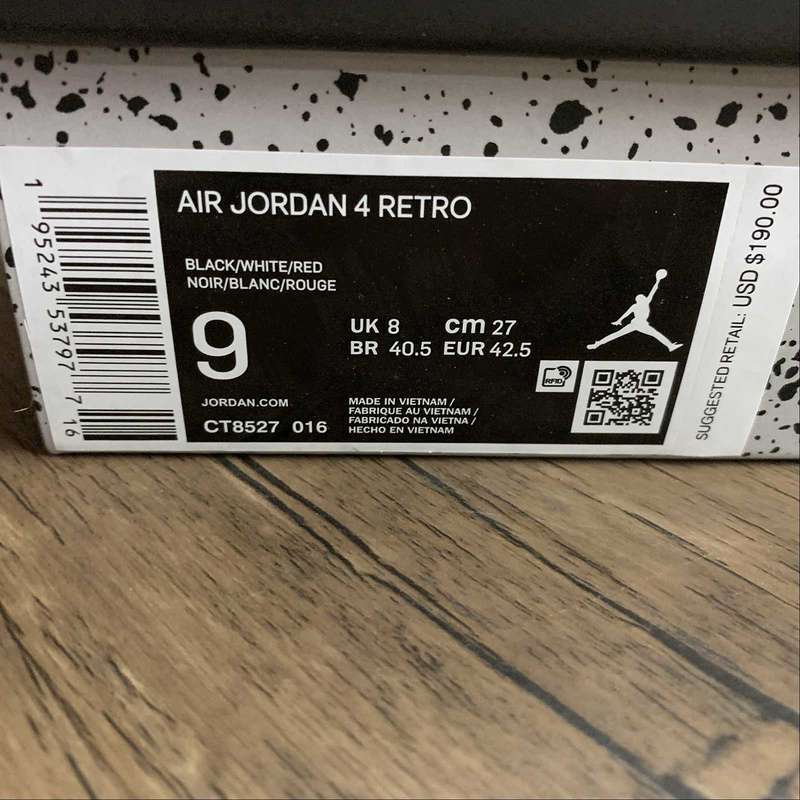 AIR JORDAN 4 RETRO
BLACK/WHITE/RED
NOIR/BLANC/ROUGE
9
UK 8 cm 27
BR 40.5 EUR 42.5
JORDAN.COM
CT8527 016
MADE IN VIETNAM /
FABRIQUE AU VIETNAM /
FABRICADO NA VIETNA /
HECHO EN VIETNAM
RFID
SUGGESTED RETAIL: USD $190.00
1 95243 53797 7 16